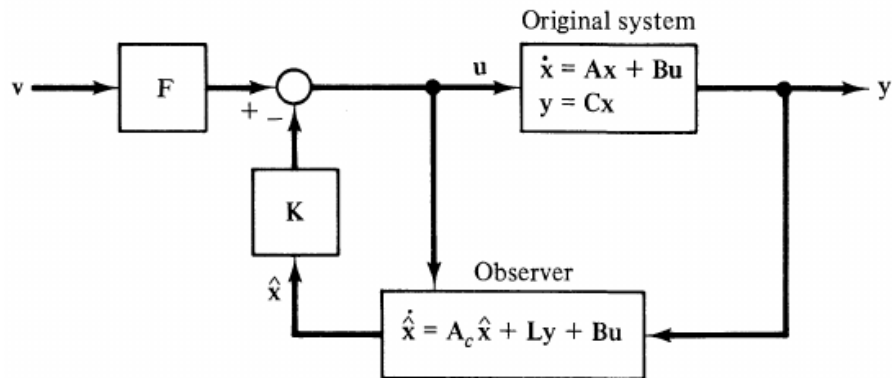 Original system
v
F
+
−
u
ẋ = Ax + Bu
y = Cx
y
K
x̂
Observer
x̂̇ = A_c x̂ + Ly + Bu